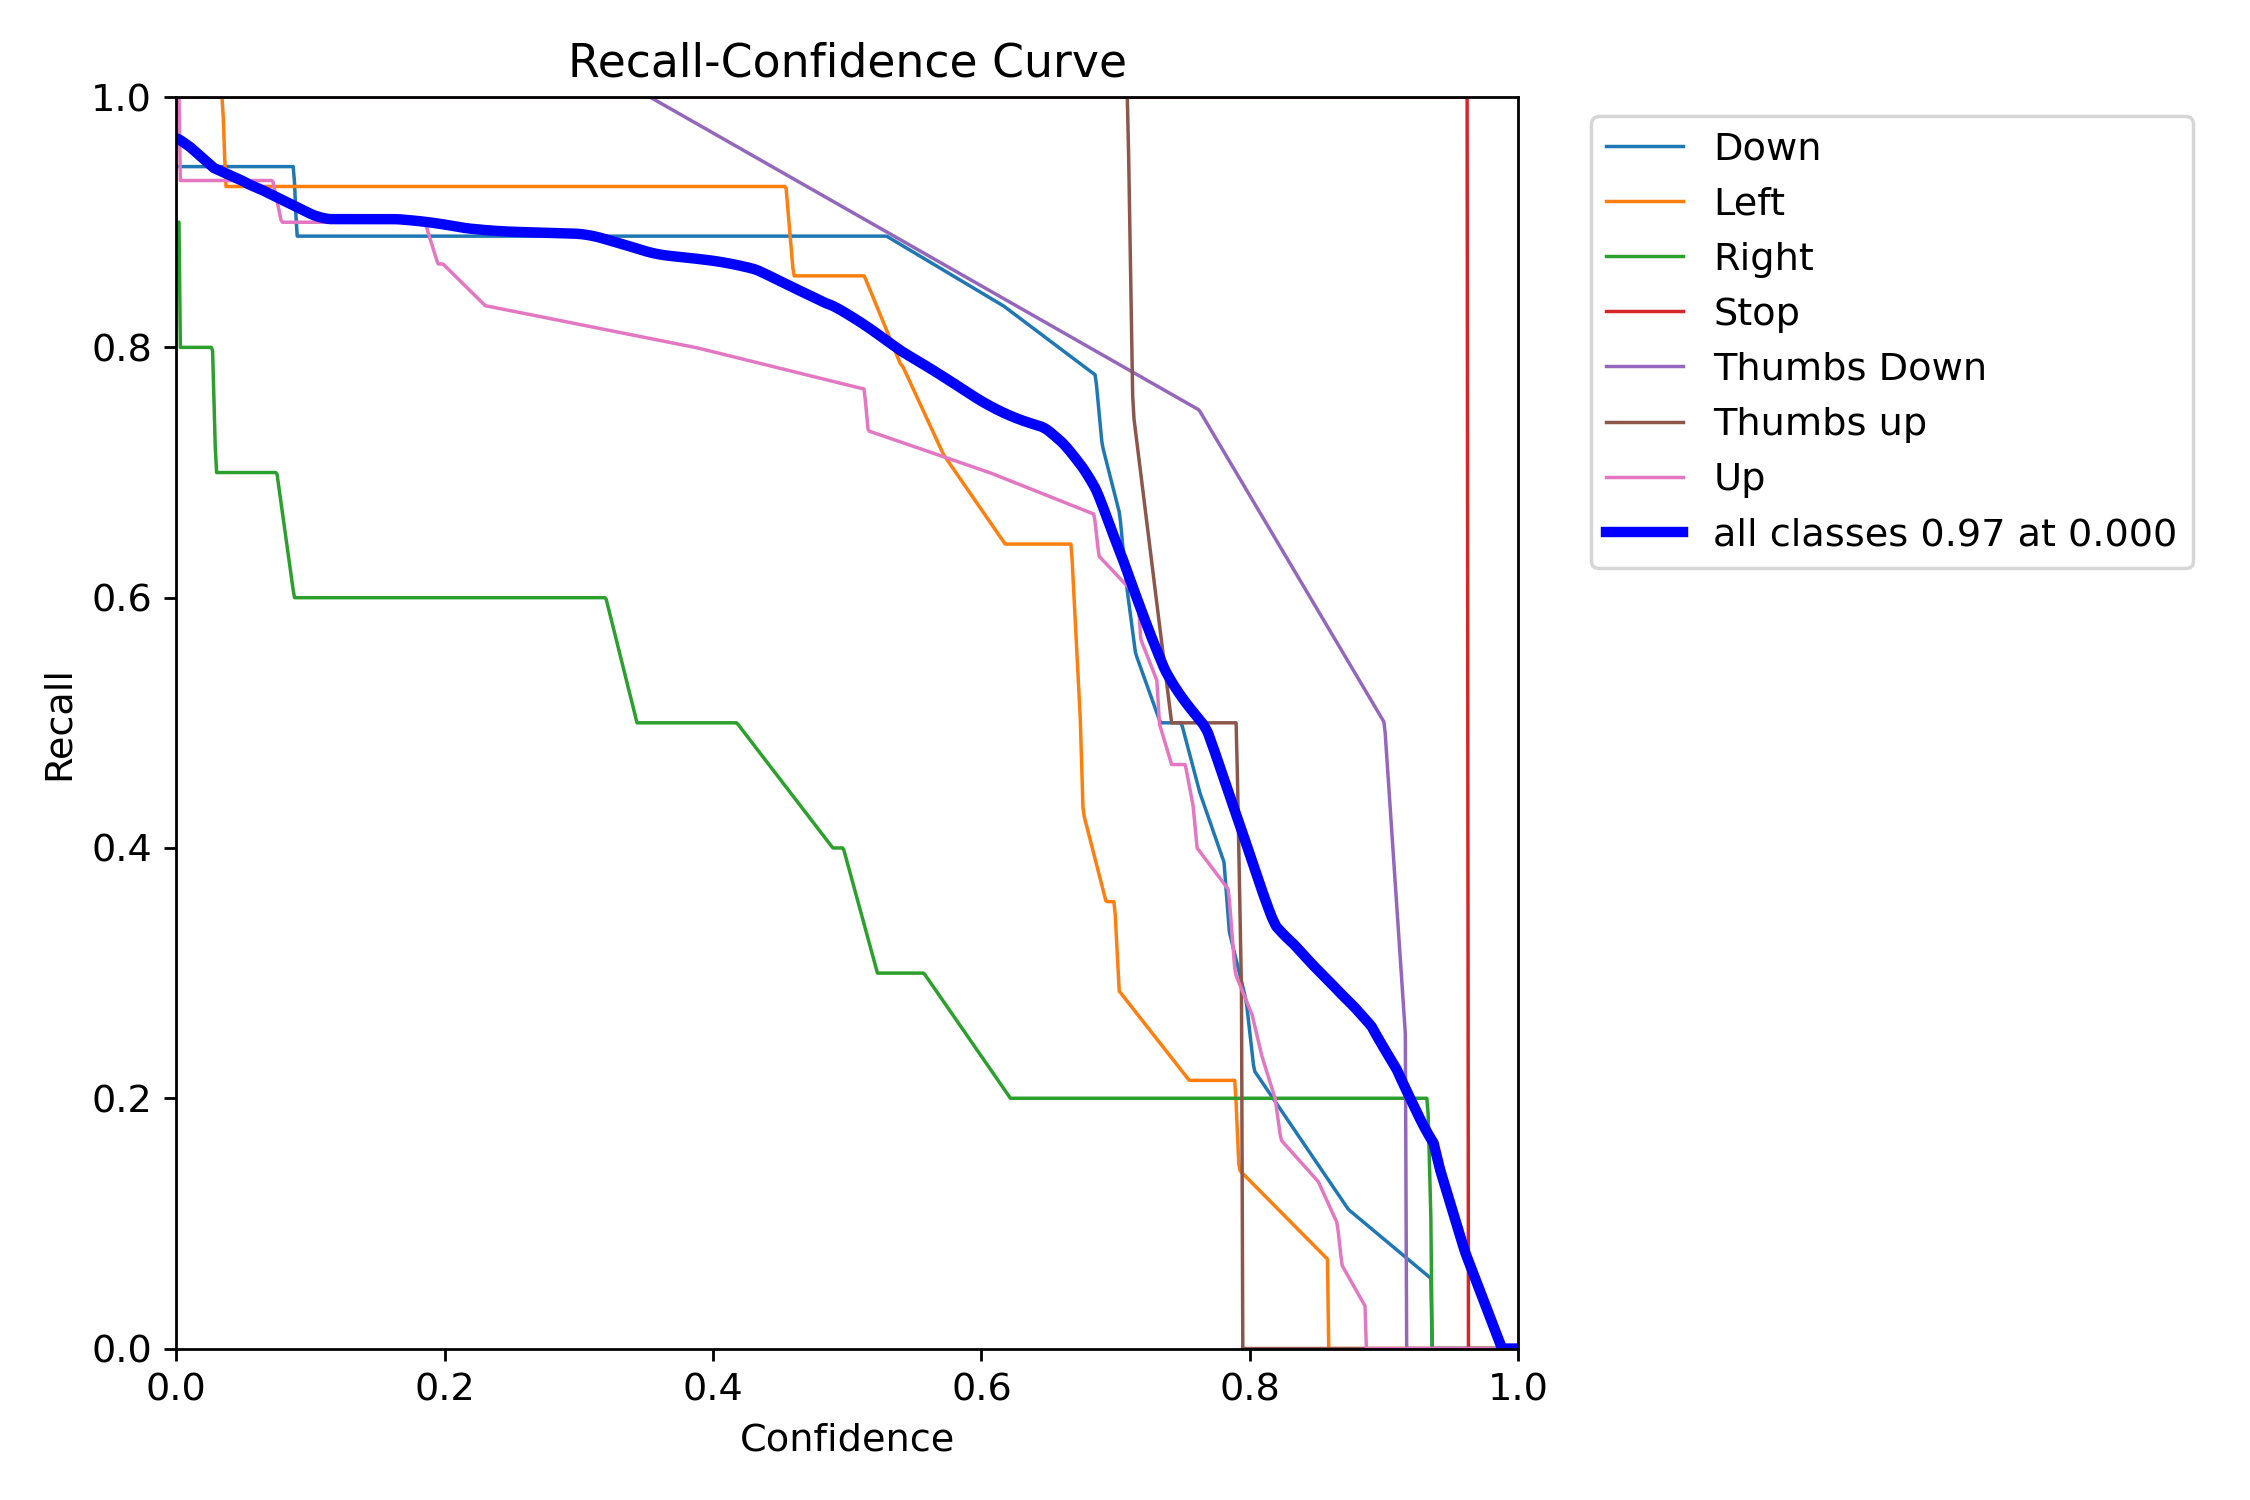 Recall-Confidence Curve
1.0
0.8
0.6
0.4
0.2
0.0
Recall
0.0 0.2 0.4 0.6 0.8 1.0
Confidence
Down
Left
Right
Stop
Thumbs Down
Thumbs up
Up
all classes 0.97 at 0.000